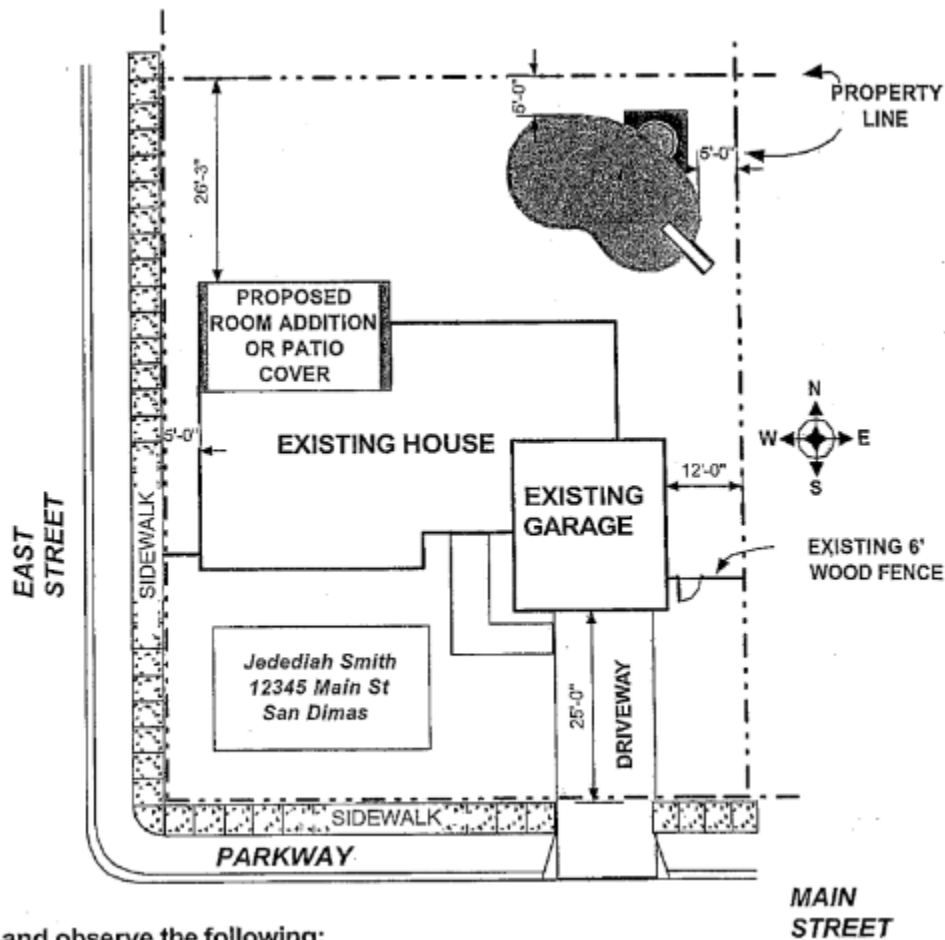 PROPERTY
LINE
5'-0"
5'-0"
26'-3"
PROPOSED
ROOM ADDITION
OR PATIO
COVER
N
W E
S
5'-0"
EXISTING HOUSE
12'-0"
EXISTING
GARAGE
EAST
STREET
SIDEWALK
EXISTING 6'
WOOD FENCE
Jedediah Smith
12345 Main St
San Dimas
25'-0"
DRIVEWAY
SIDEWALK
PARKWAY
MAIN
STREET
and observe the following: